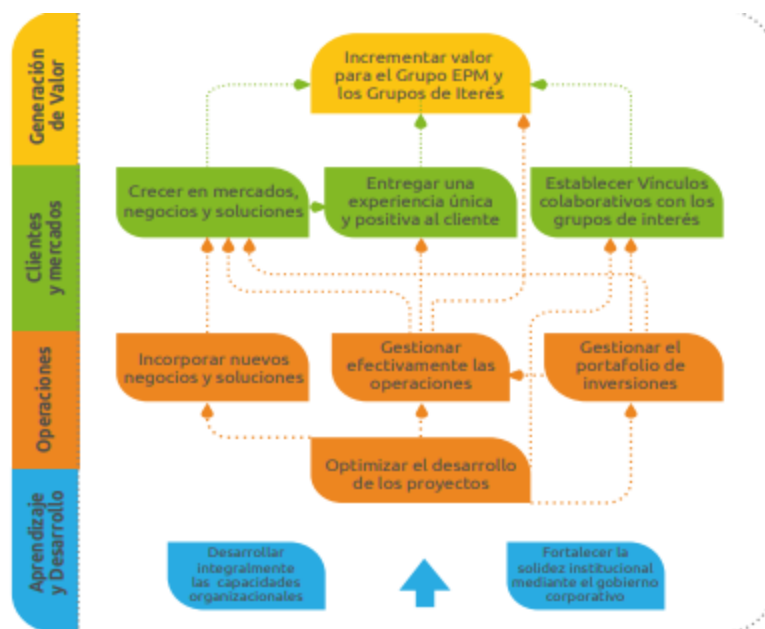 Generación
de Valor
Incrementar valor
para el Grupo EPM y
los Grupos de Iterés
Clientes
y mercados
Crecer en mercados,
negocios y soluciones
Entregar una
experiencia única
y positiva al cliente
Establecer Vínculos
colaborativos con los
grupos de interés
Operaciones
Incorporar nuevos
negocios y soluciones
Gestionar
efectivamente las
operaciones
Gestionar el
portafolio de
inversiones
Optimizar el desarrollo
de los proyectos
Aprendizaje
y Desarrollo
Desarrollar
integralmente
las capacidades
organizacionales
Fortalecer la
solidez institucional
mediante el gobierno
corporativo